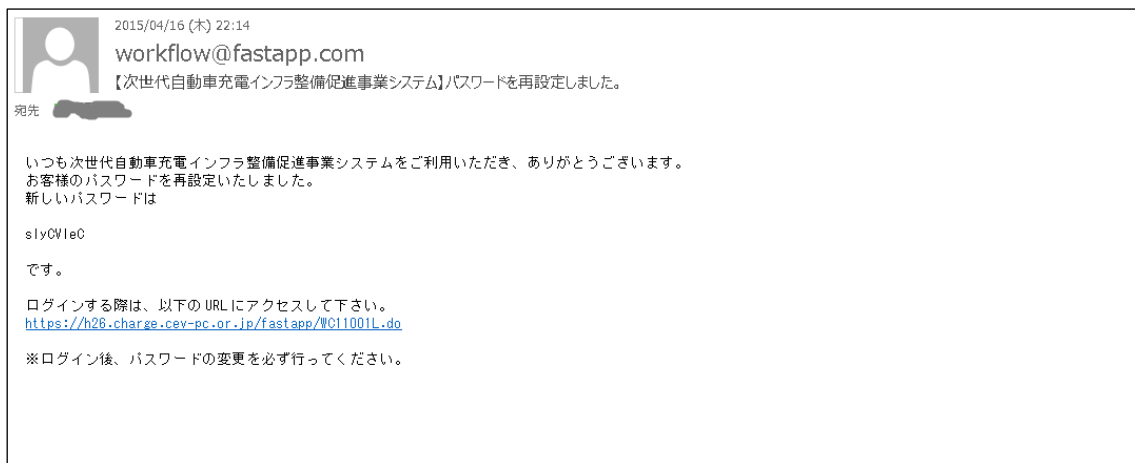 2015/04/16 (木) 22:14
workflow@fastapp.com
【次世代自動車充電インフラ整備促進事業システム】パスワードを再設定しました。
宛先
いつも次世代自動車充電インフラ整備促進事業システムをご利用いただき、ありがとうございます。
お客様のパスワードを再設定いたしました。
新しいパスワードは
slyCVleC
です。
ログインする際は、以下のURLにアクセスして下さい。
https://h26.charge.cev-pc.or.jp/fastapp/WC11001L.do
※ログイン後、パスワードの変更を必ず行ってください。